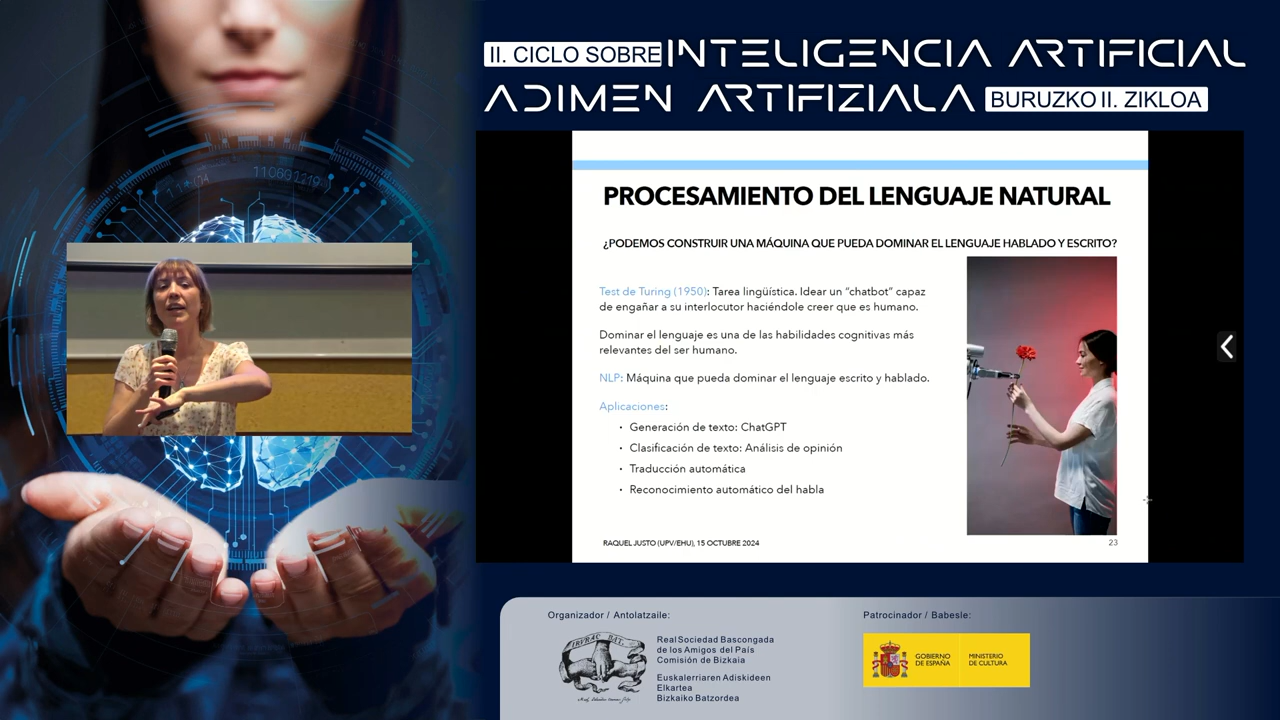 II. CICLO SOBRE INTELIGENCIA ARTIFICIAL
ADIMEN ARTIFIZIALA BURUZKO II. ZIKLOA
PROCESAMIENTO DEL LENGUAJE NATURAL
¿PODEMOS CONSTRUIR UNA MÁQUINA QUE PUEDA DOMINAR EL LENGUAJE HABLADO Y ESCRITO?
Test de Turing (1950): Tarea lingüística. Idear un “chatbot” capaz
de engañar a su interlocutor haciéndole creer que es humano.
Dominar el lenguaje es una de las habilidades cognitivas más
relevantes del ser humano.
NLP: Máquina que pueda dominar el lenguaje escrito y hablado.
Aplicaciones:
• Generación de texto: ChatGPT
• Clasificación de texto: Análisis de opinión
• Traducción automática
• Reconocimiento automático del habla
RAQUEL JUSTO (UPV/EHU), 15 OCTUBRE 2024
23
Organizador / Antolatzaile:
Real Sociedad Bascongada
de los Amigos del País
Comisión de Bizkaia
Euskalerriaren Adiskideen
Elkartea
Bizkaiko Batzordea
Patrocinador / Babesle:
GOBIERNO
DE ESPAÑA
MINISTERIO
DE CULTURA